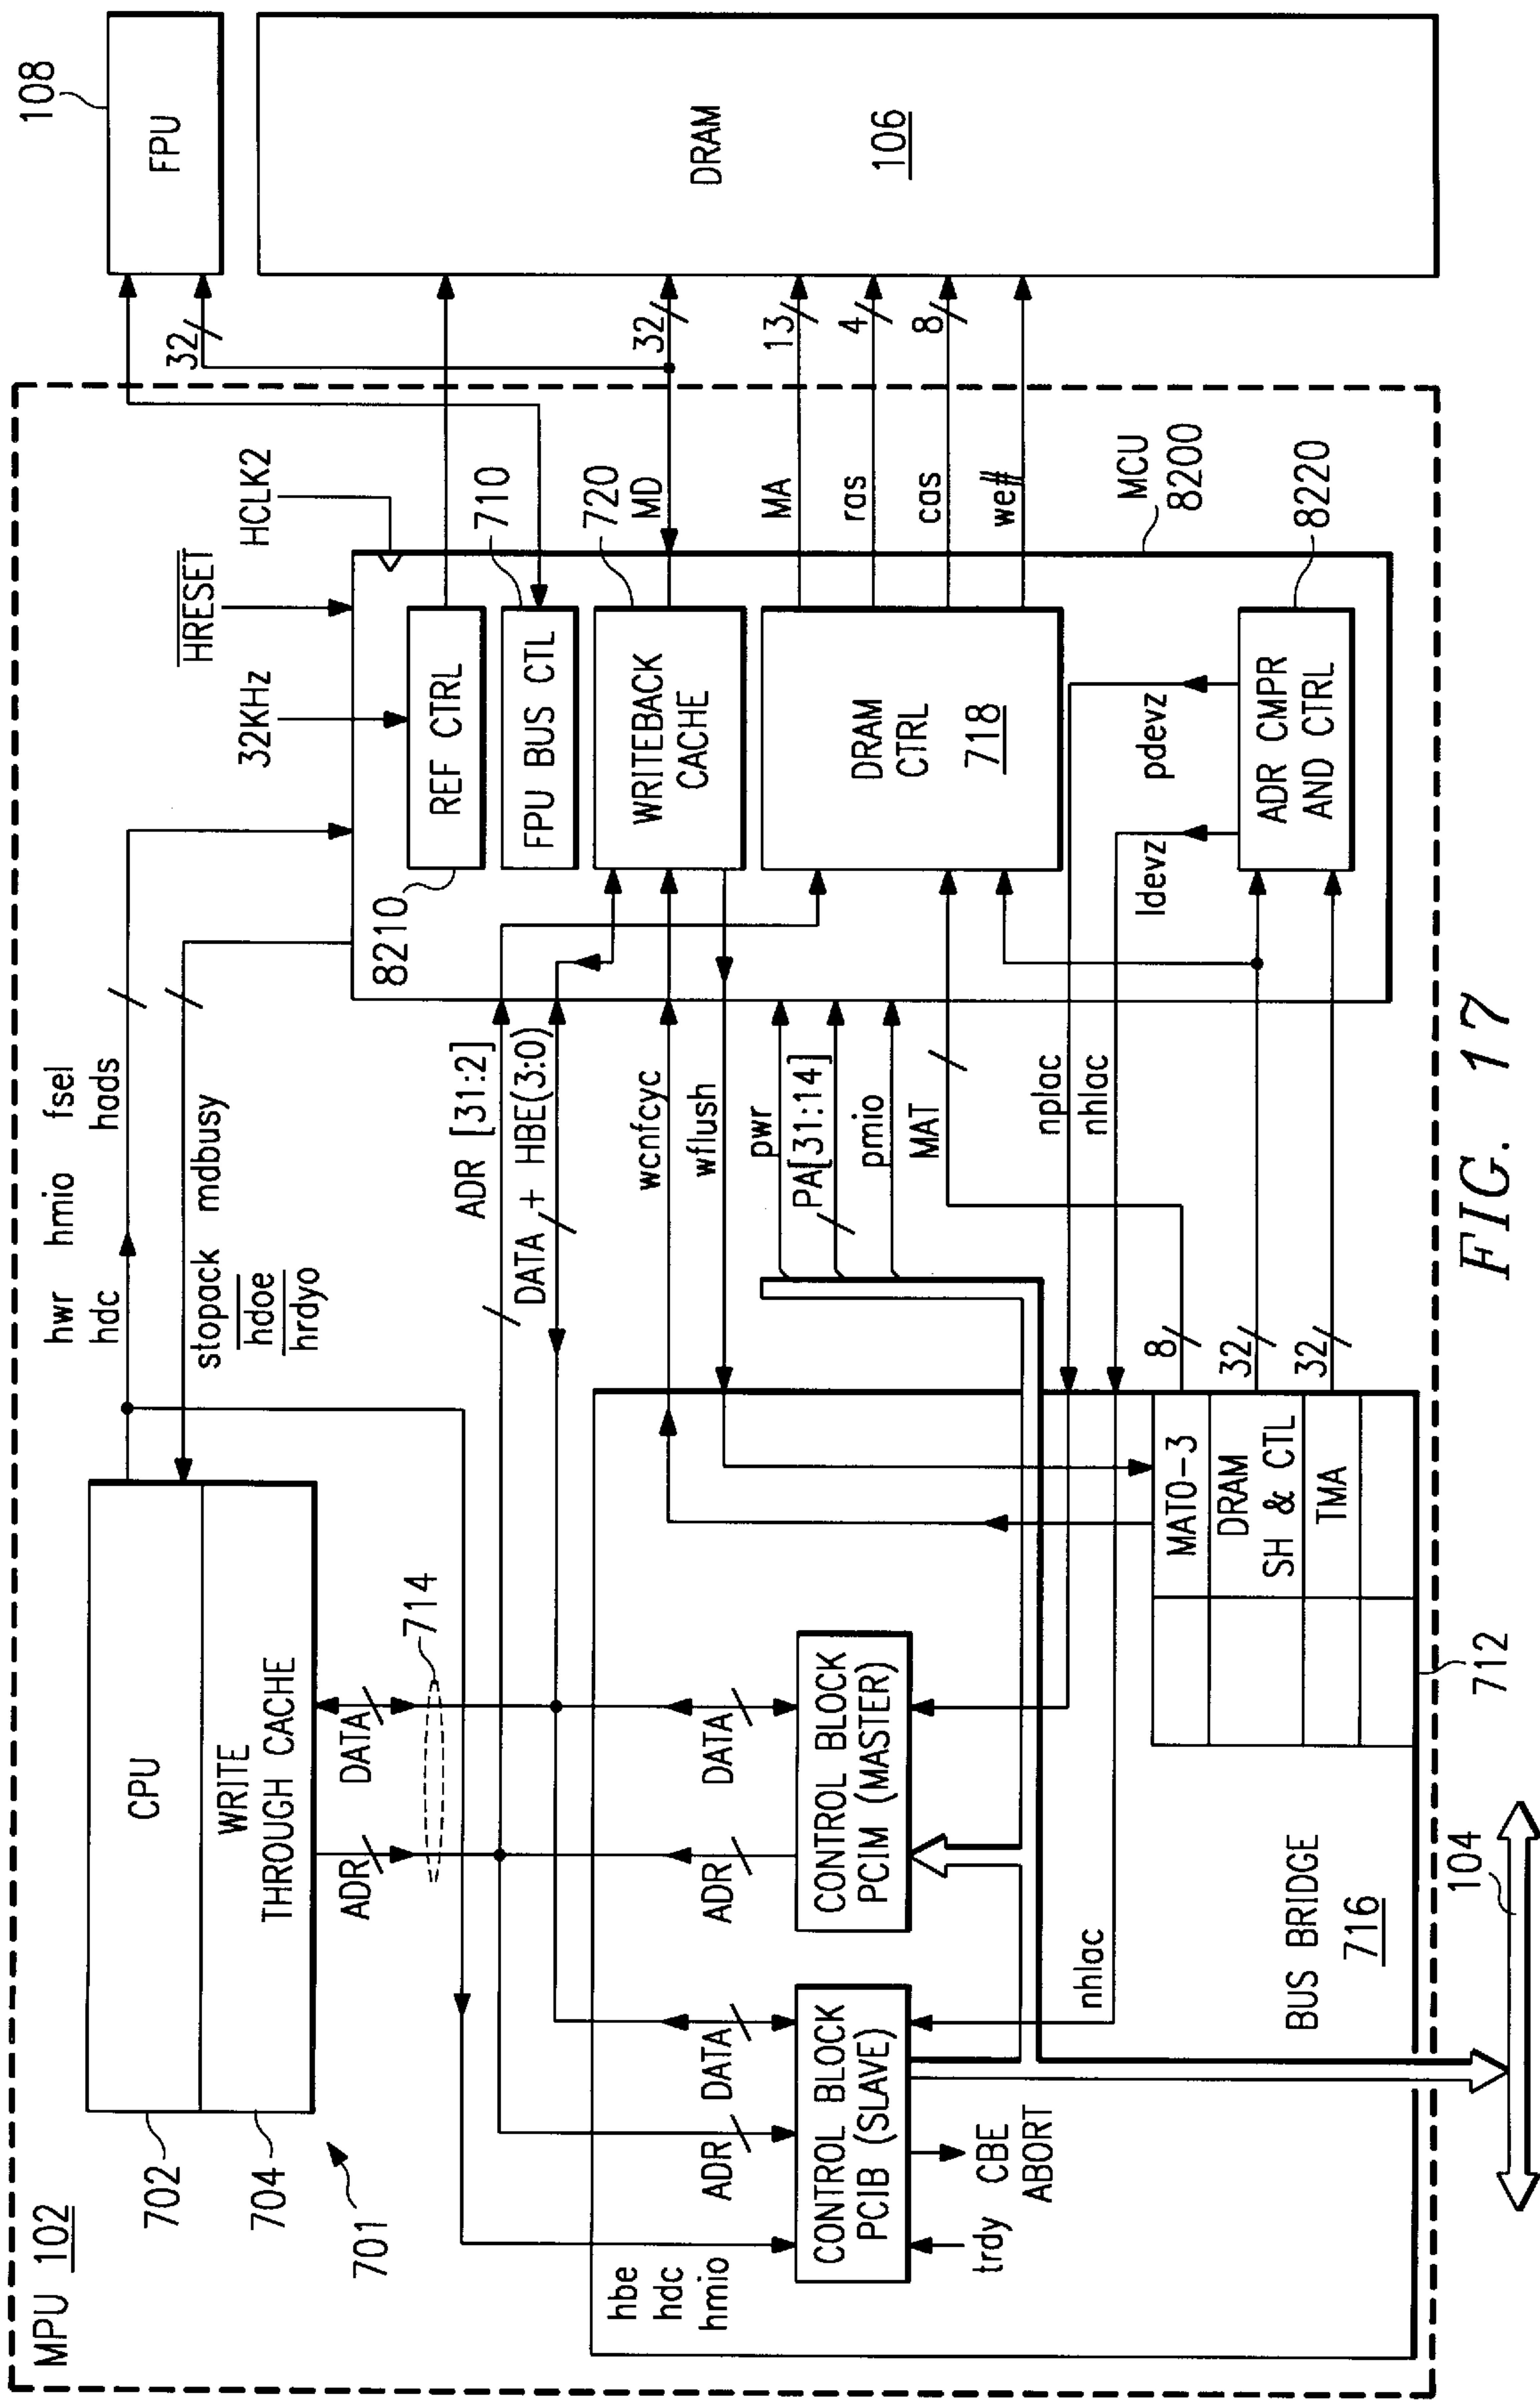 MPU 102
702
704
701
CPU
WRITE
THROUGH CACHE
ADR
DATA
714
hwr hmio fsel
hdc hads
stopack mdbusy
hdoe
hrdyo
32KHz
HRESET
HCLK2
108
FPU
32
8210
REF CTRL
710
FPU BUS CTL
720
MD
32
WRITEBACK
CACHE
DRAM
106
ADR [31:2]
DATA + HBE(3:0)
wcnfcyc
wflush
pwr
PA[31:14]
pmio
MAT
DRAM
CTRL
718
MA
13
ras
4
cas
8
we#
MCU
8200
nplac
nhlac
ldevz
pdevz
ADR CMPR
AND CTRL
8220
hbe
hdc
hmio
ADR
DATA
CONTROL BLOCK
PCIB (SLAVE)
trdy
CBE
ABORT
ADR
DATA
CONTROL BLOCK
PCIM (MASTER)
nhlac
MATO-3
8
DRAM
SH & CTL
32
TMA
32
BUS BRIDGE
716
712
104
FIG. 17